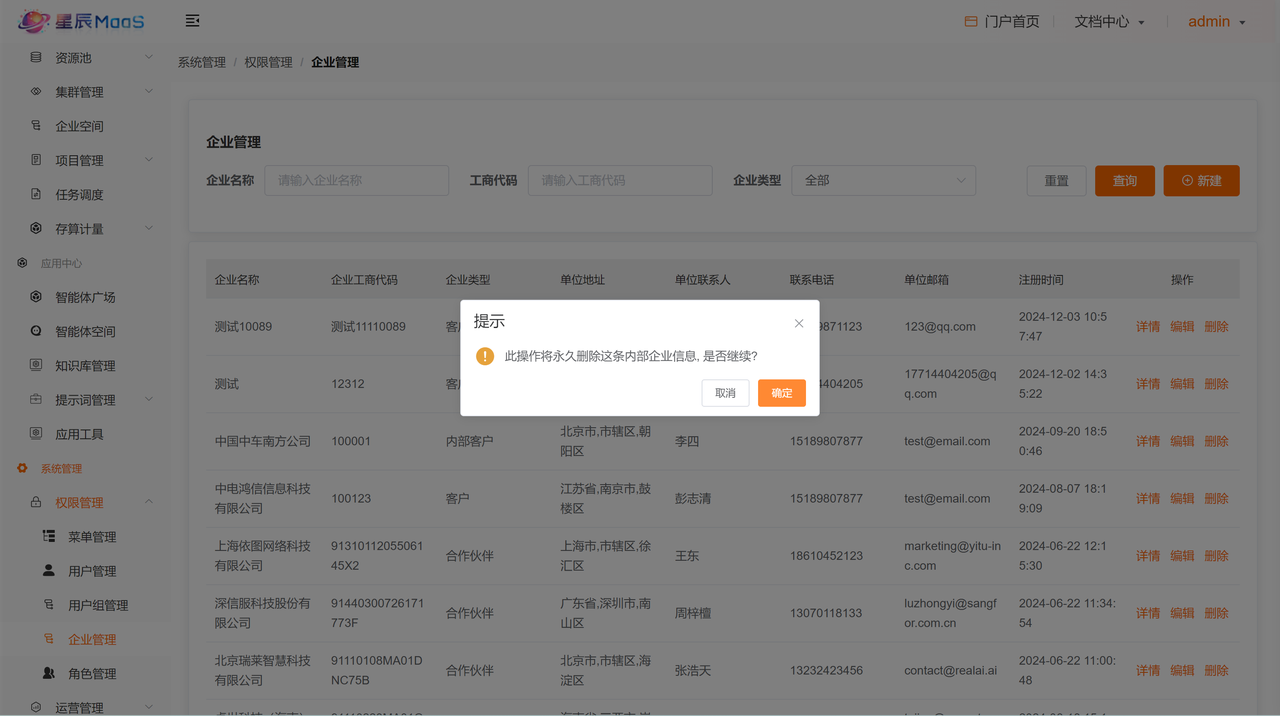 星辰MaaS
门户首页
文档中心
admin
资源池
集群管理
企业空间
项目管理
任务调度
存算计量
应用中心
智能体广场
智能体空间
知识库管理
提示词管理
应用工具
系统管理
权限管理
菜单管理
用户管理
用户组管理
企业管理
角色管理
运营管理
系统管理 / 权限管理 / 企业管理
企业管理
企业名称 请输入企业名称 工商代码 请输入工商代码 企业类型 全部 重置 查询 新建
企业名称 企业工商代码 企业类型 单位地址 单位联系人 联系电话 单位邮箱 注册时间 操作
测试10089 测试11110089 客 9871123 123@qq.com 2024-12-03 10:5
7:47 详情 编辑 删除
测试 12312 客 4404205 17714404205@q
q.com 2024-12-02 14:3
5:22 详情 编辑 删除
提示
此操作将永久删除这条内部企业信息, 是否继续?
取消 确定
中国中车南方公司 100001 内部客户 北京市,市辖区,朝
阳区 李四 15189807877 test@email.com 2024-09-20 18:5
0:46 详情 编辑 删除
中电鸿信信息科技
有限公司 100123 客户 江苏省,南京市,鼓
楼区 彭志清 15189807877 test@email.com 2024-08-07 18:1
9:09 详情 编辑 删除
上海依图网络科技
有限公司 91310112055061
145X2 合作伙伴 上海市,市辖区,徐
汇区 王东 18610452123 marketing@yitu-in
c.com 2024-06-22 12:1
5:30 详情 编辑 删除
深信服科技股份有
限公司 91440300726171
773F 合作伙伴 广东省,深圳市,南
山区 周梓檀 13070118133 luzhongyi@sangf
or.com.cn 2024-06-22 11:34:
54 详情 编辑 删除
北京瑞莱智慧科技
有限公司 91110108MA01D
NC75B 合作伙伴 北京市,市辖区,海
淀区 张浩天 13232423456 contact@realai.ai 2024-06-22 11:00:
48 详情 编辑 删除